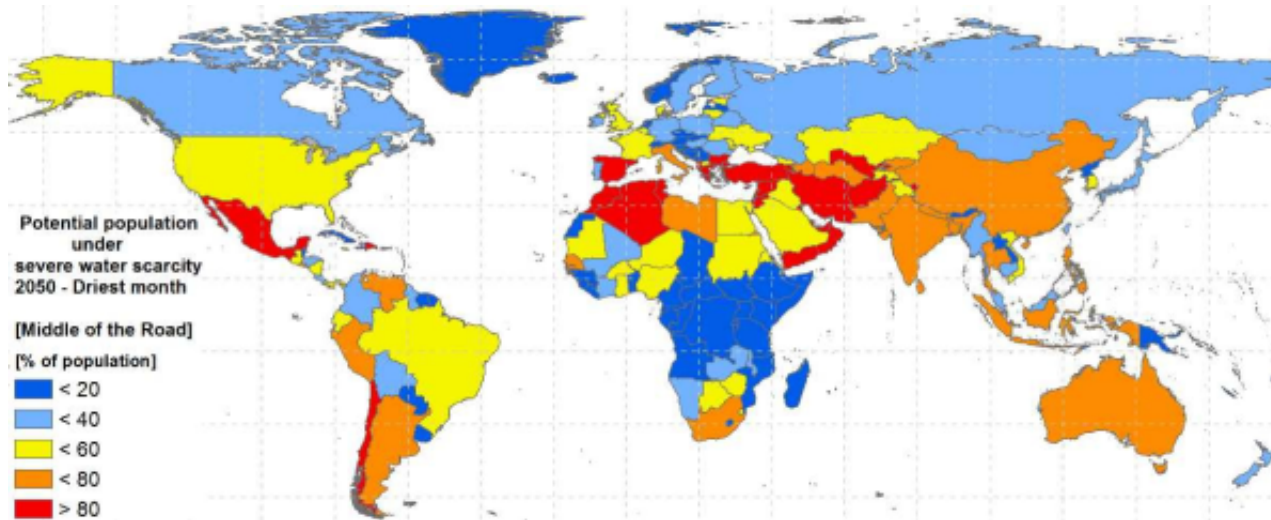 Potential population
under
severe water scarcity
2050 - Driest month
[Middle of the Road]
[% of population]
< 20
< 40
< 60
< 80
> 80